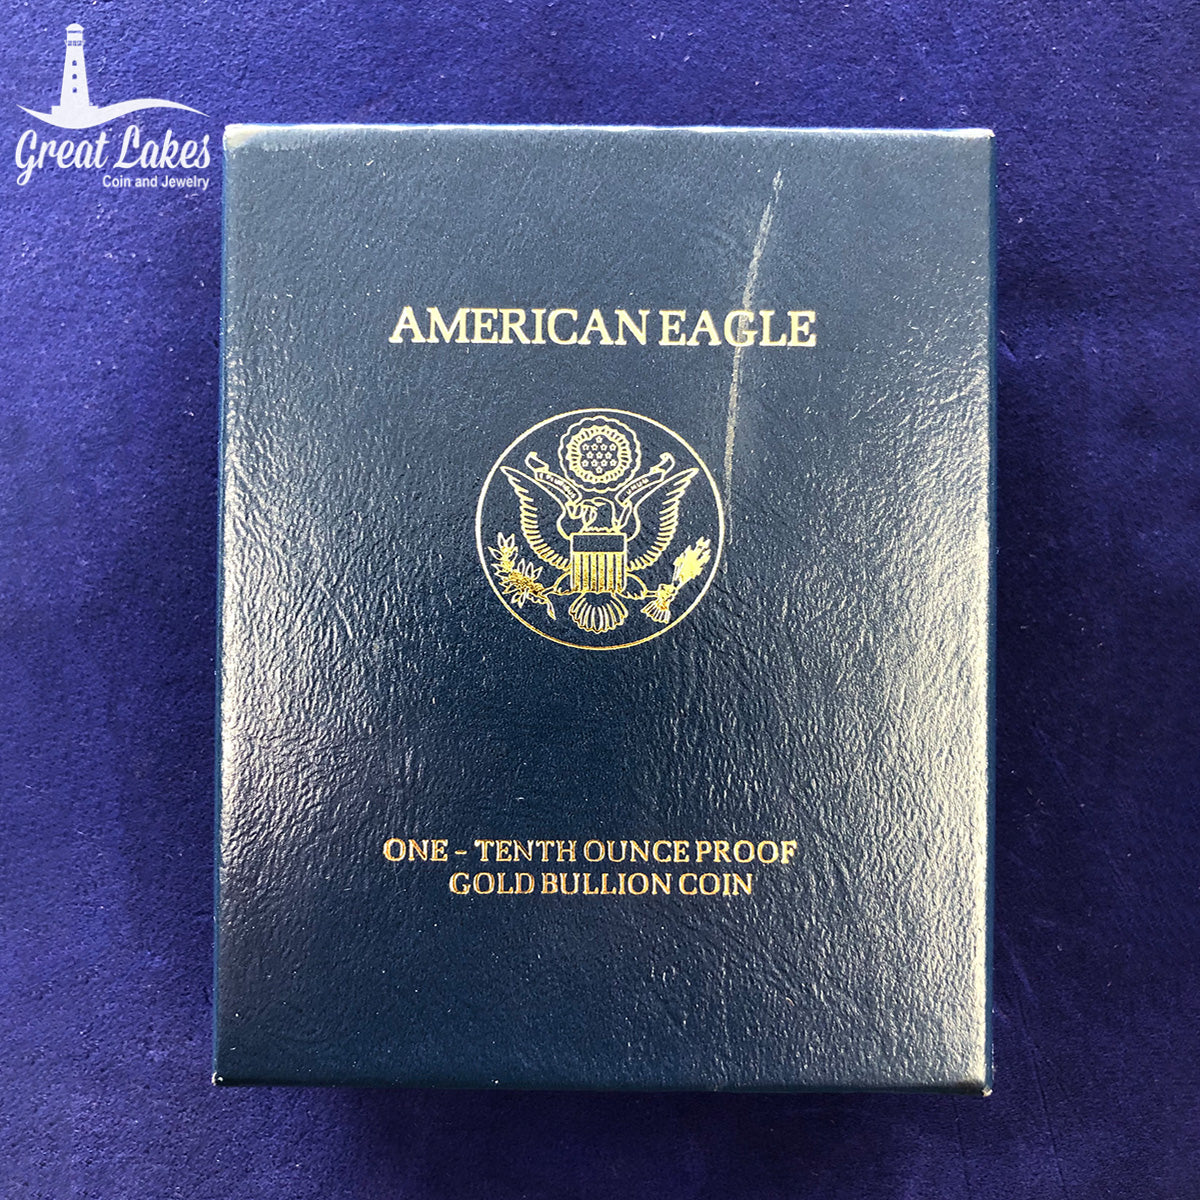 Great Lakes
Coin and Jewelry
AMERICAN EAGLE
ONE - TENTH OUNCE PROOF
GOLD BULLION COIN